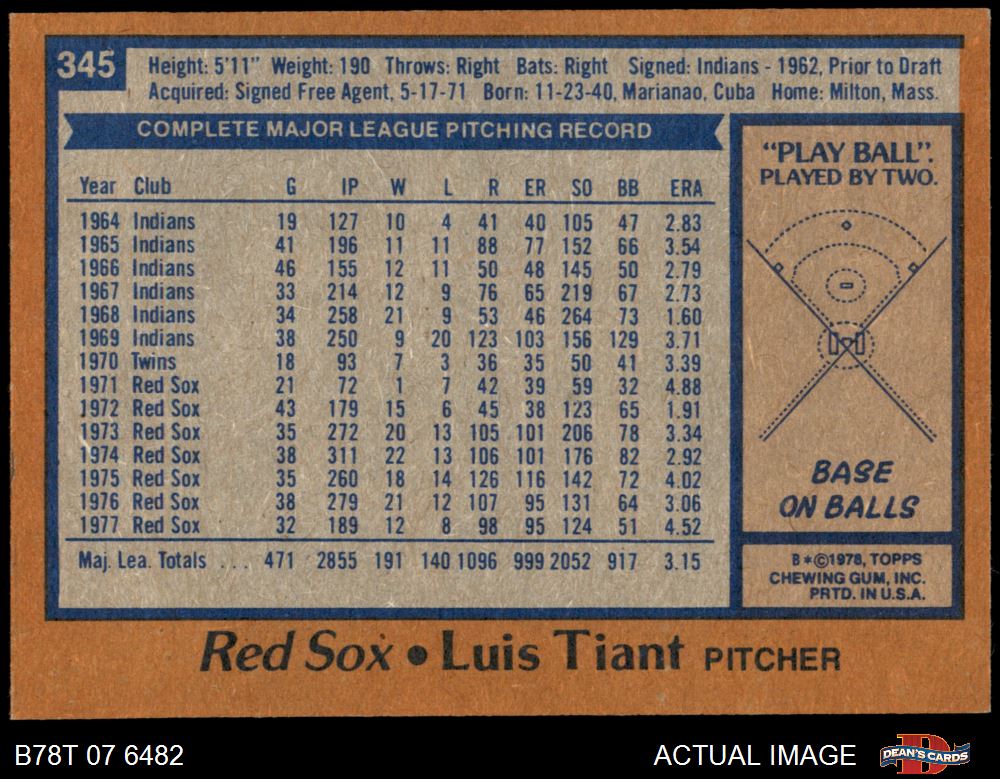 345
Height: 5'11" Weight: 190 Throws: Right Bats: Right Signed: Indians - 1962, Prior to Draft
Acquired: Signed Free Agent, 5-17-71 Born: 11-23-40, Marianao, Cuba Home: Milton, Mass.
COMPLETE MAJOR LEAGUE PITCHING RECORD
Year Club G IP W L R ER SO BB ERA
1964 Indians 19 127 10 4 41 40 105 47 2.83
1965 Indians 41 196 11 11 88 77 152 66 3.54
1966 Indians 46 155 12 11 50 48 145 50 2.79
1967 Indians 33 214 12 9 76 65 219 67 2.73
1968 Indians 34 258 21 9 53 46 264 73 1.60
1969 Indians 38 250 9 20 123 103 156 129 3.71
1970 Twins 18 93 7 3 36 35 50 41 3.39
1971 Red Sox 21 72 1 7 42 39 59 32 4.88
1972 Red Sox 43 179 15 6 45 38 123 65 1.91
1973 Red Sox 35 272 20 13 105 101 206 78 3.34
1974 Red Sox 38 311 22 13 106 101 176 82 2.92
1975 Red Sox 35 260 18 14 126 116 142 72 4.02
1976 Red Sox 38 279 21 12 107 95 131 64 3.06
1977 Red Sox 32 189 12 8 98 95 124 51 4.52
Maj. Lea. Totals ... 471 2855 191 140 1096 999 2052 917 3.15
"PLAY BALL".
PLAYED BY TWO.
BASE
ON BALLS
B*©1978, TOPPS
CHEWING GUM, INC.
PRTD. IN U.S.A.
Red Sox • Luis Tiant PITCHER
B78T 07 6482
ACTUAL IMAGE
D
DEAN'S CARDS